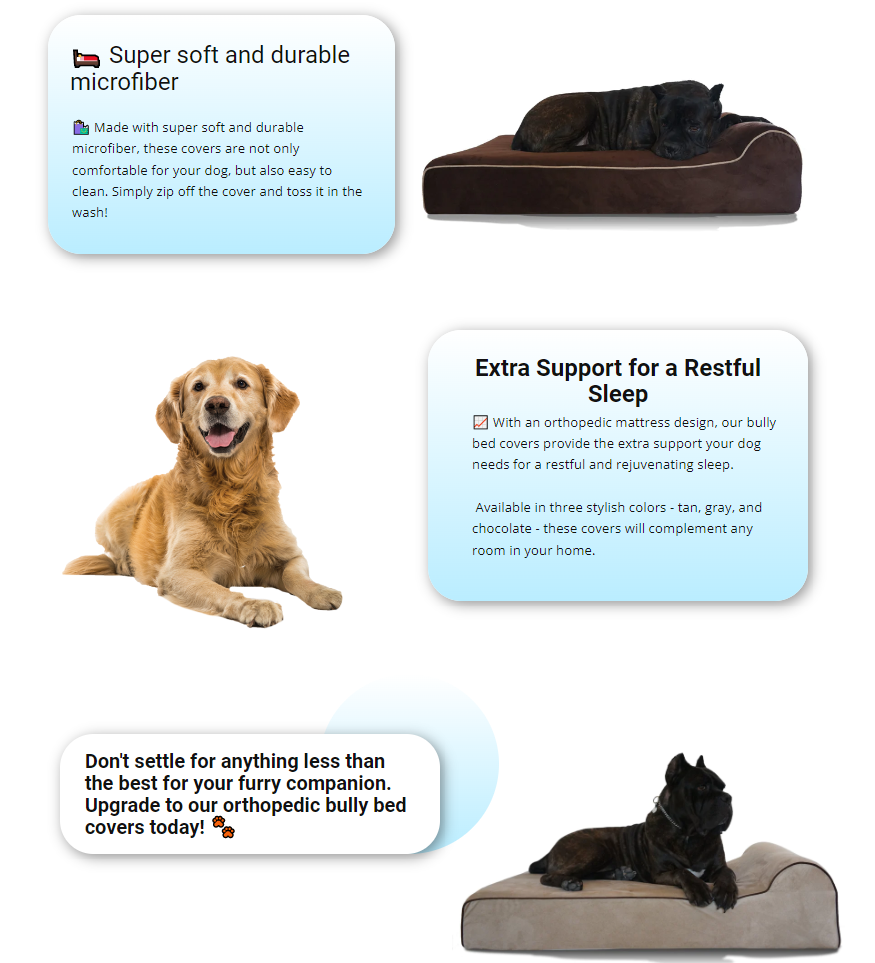 🛏️ Super soft and durable
microfiber
🛍️ Made with super soft and durable
microfiber, these covers are not only
comfortable for your dog, but also easy to
clean. Simply zip off the cover and toss it in the
wash!
Extra Support for a Restful
Sleep
📈 With an orthopedic mattress design, our bully
bed covers provide the extra support your dog
needs for a restful and rejuvenating sleep.
Available in three stylish colors - tan, gray, and
chocolate - these covers will complement any
room in your home.
Don't settle for anything less than
the best for your furry companion.
Upgrade to our orthopedic bully bed
covers today! 🐾